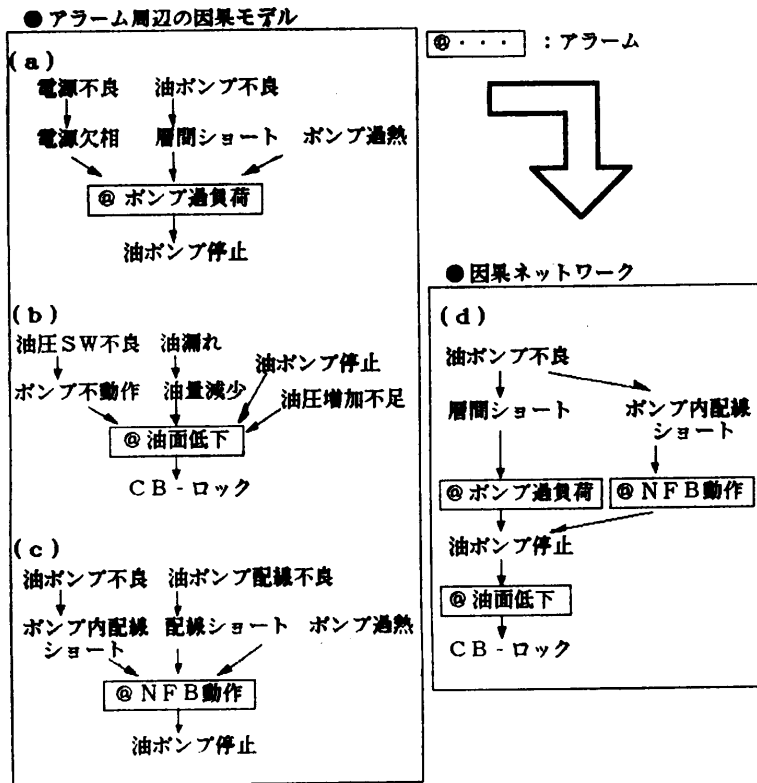 ●アラーム周辺の因果モデル
@・・・ ：アラーム
(a)
電源不良 油ポンプ不良
電源欠相 層間ショート ポンプ過熱
@ ポンプ過負荷
油ポンプ停止
(b)
油圧SW不良 油漏れ
油ポンプ停止
ポンプ不動作 油量減少
油圧増加不足
@ 油面低下
CB-ロック
(c)
油ポンプ不良 油ポンプ配線不良
ポンプ内配線 配線ショート ポンプ過熱
ショート
@ NFB動作
油ポンプ停止
●因果ネットワーク
(d)
油ポンプ不良
層間ショート ポンプ内配線
ショート
@ ポンプ過負荷 @ NFB動作
油ポンプ停止
@ 油面低下
CB-ロック